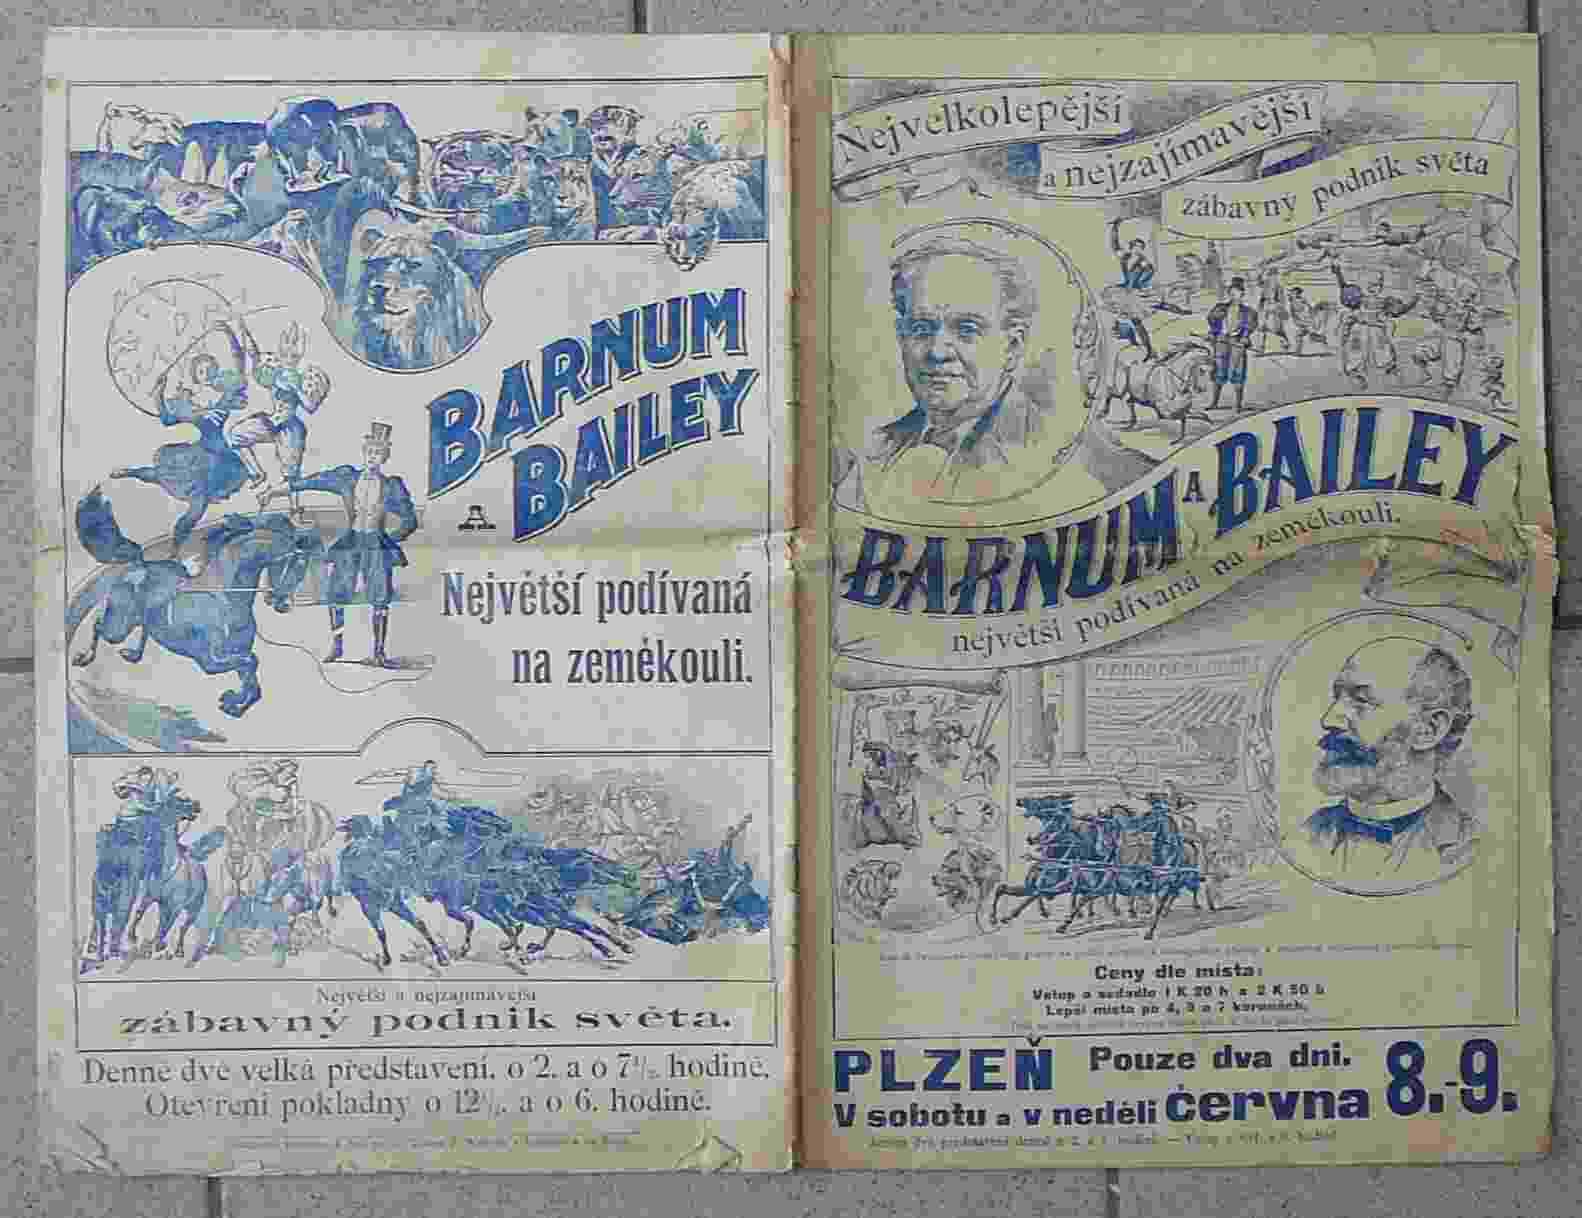 BARNUM
A BAILEY
Největší podívaná
na zeměkouli.
Největší a nejzajímavější
zábavný podnik světa.
Denně dvě velká představení, o 2. a o 7½. hodině.
Otevření pokladny o 12½. a o 6. hodině.
Nejvelkolepější
a nejzajímavější
zábavný podnik světa
BARNUM A BAILEY
největší podívaná na zeměkouli.
Ceny dle místa:
Vstup a sedadlo 1 K 20 h a 2 K 50 h
Lepší místa po 4, 5 a 7 korunách.
PLZEŇ Pouze dva dni. 8.-9.
V sobotu a v neděli června